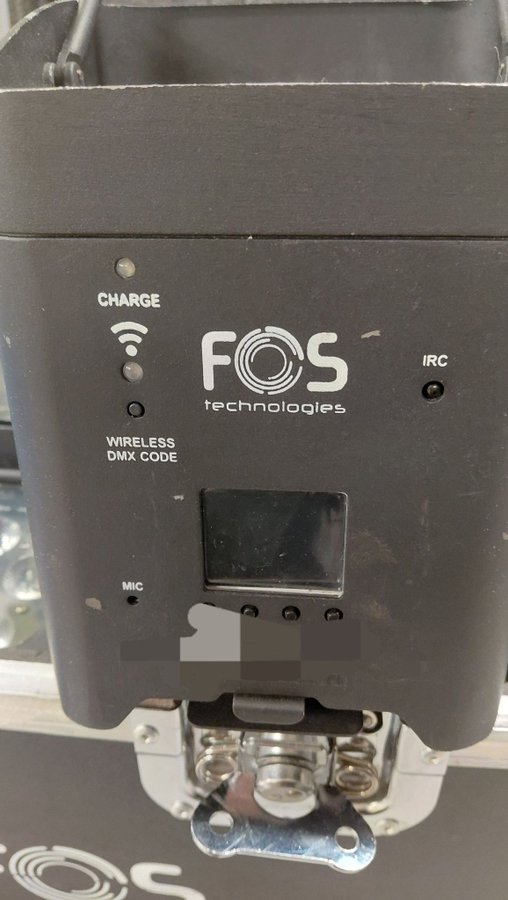 CHARGE
FOS
technologies
IRC
WIRELESS
DMX CODE
MIC
FOS